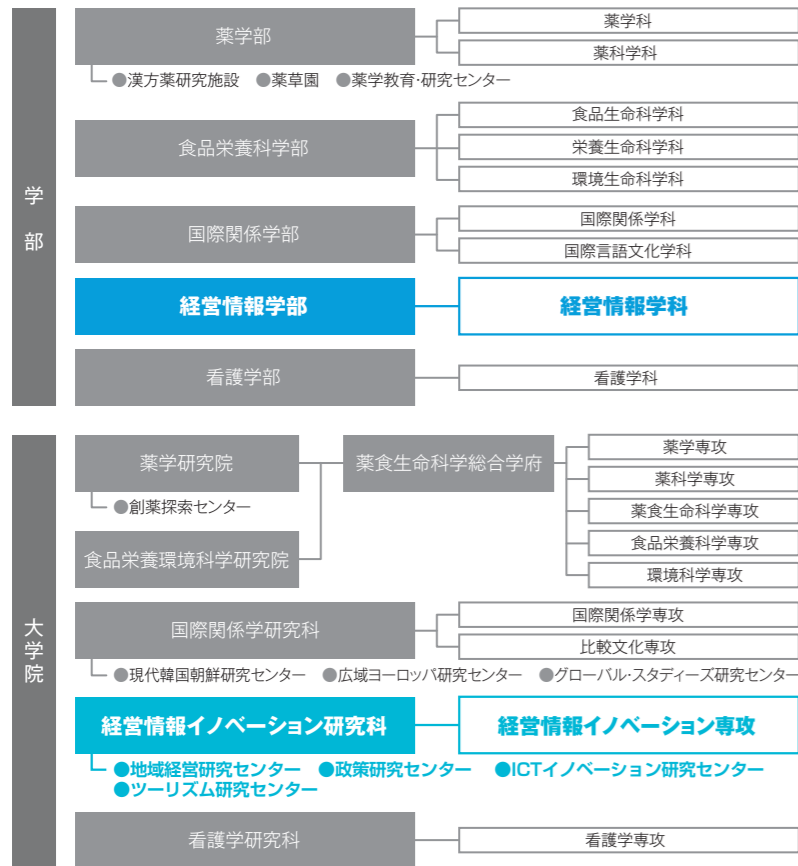 学部
薬学部
薬学科
薬科学科
●漢方薬研究施設 ●薬草園 ●薬学教育・研究センター
食品栄養科学部
食品生命科学科
栄養生命科学科
環境生命科学科
国際関係学部
国際関係学科
国際言語文化学科
経営情報学部
経営情報学科
看護学部
看護学科
大学院
薬学研究院
●創薬探索センター
食品栄養環境科学研究院
薬食生命科学総合学府
薬学専攻
薬科学専攻
薬食生命科学専攻
食品栄養科学専攻
環境科学専攻
国際関係学研究科
国際関係学専攻
比較文化専攻
●現代韓国朝鮮研究センター ●広域ヨーロッパ研究センター ●グローバル・スタディーズ研究センター
経営情報イノベーション研究科
経営情報イノベーション専攻
●地域経営研究センター ●政策研究センター ●ICTイノベーション研究センター
●ツーリズム研究センター
看護学研究科
看護学専攻